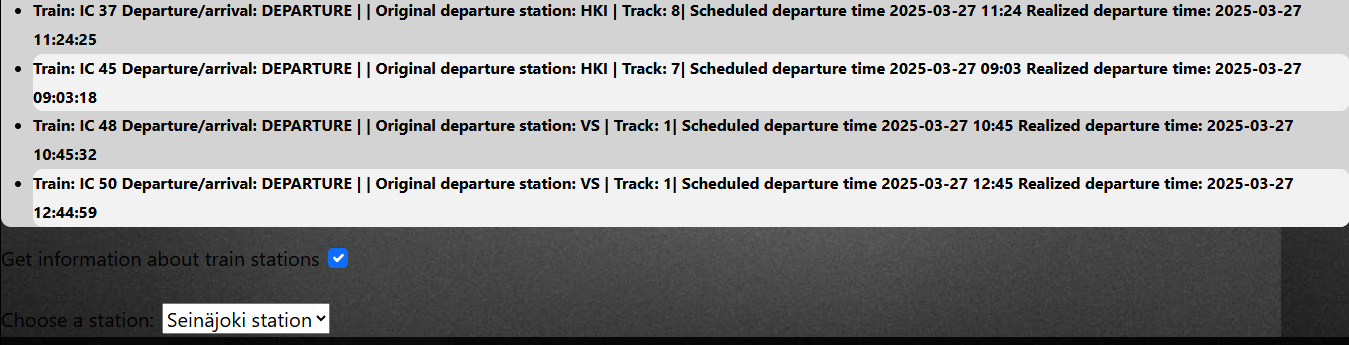 Train: IC 37 Departure/arrival: DEPARTURE | | Original departure station: HKI | Track: 8| Scheduled departure time 2025-03-27 11:24 Realized departure time: 2025-03-27
11:24:25
Train: IC 45 Departure/arrival: DEPARTURE | | Original departure station: HKI | Track: 7| Scheduled departure time 2025-03-27 09:03 Realized departure time: 2025-03-27
09:03:18
Train: IC 48 Departure/arrival: DEPARTURE | | Original departure station: VS | Track: 1| Scheduled departure time 2025-03-27 10:45 Realized departure time: 2025-03-27
10:45:32
Train: IC 50 Departure/arrival: DEPARTURE | | Original departure station: VS | Track: 1| Scheduled departure time 2025-03-27 12:45 Realized departure time: 2025-03-27
12:44:59
Get information about train stations
Choose a station: Seinäjoki station